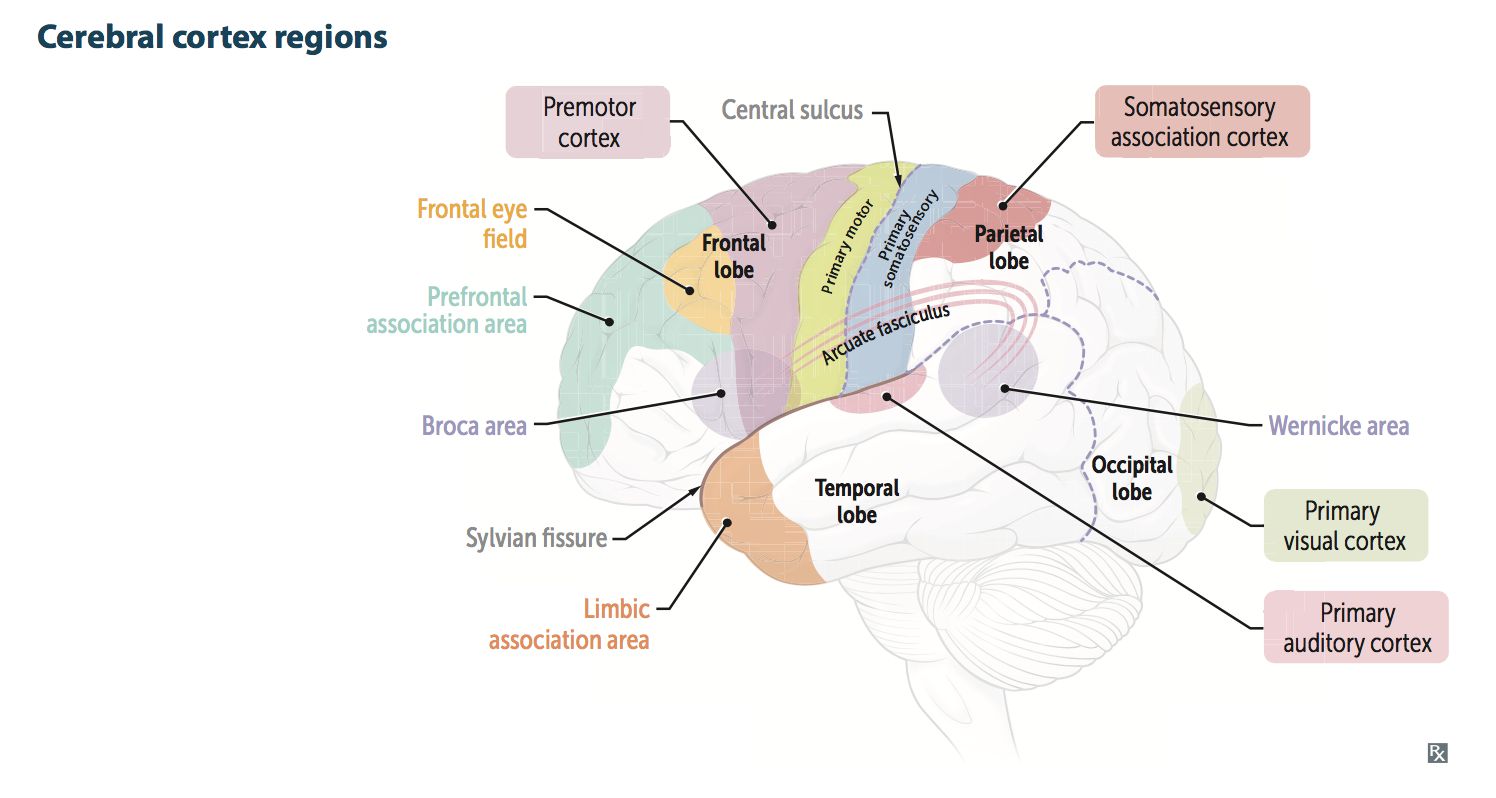 Cerebral cortex regions
Premotor
cortex
Central sulcus
Somatosensory
association cortex
Frontal eye
field
Frontal
lobe
Primary motor
Primary
somatosensory
Parietal
lobe
Prefrontal
association area
Arcuate fasciculus
Broca area
Wernicke area
Temporal
lobe
Occipital
lobe
Sylvian fissure
Primary
visual cortex
Limbic
association area
Primary
auditory cortex
Rx